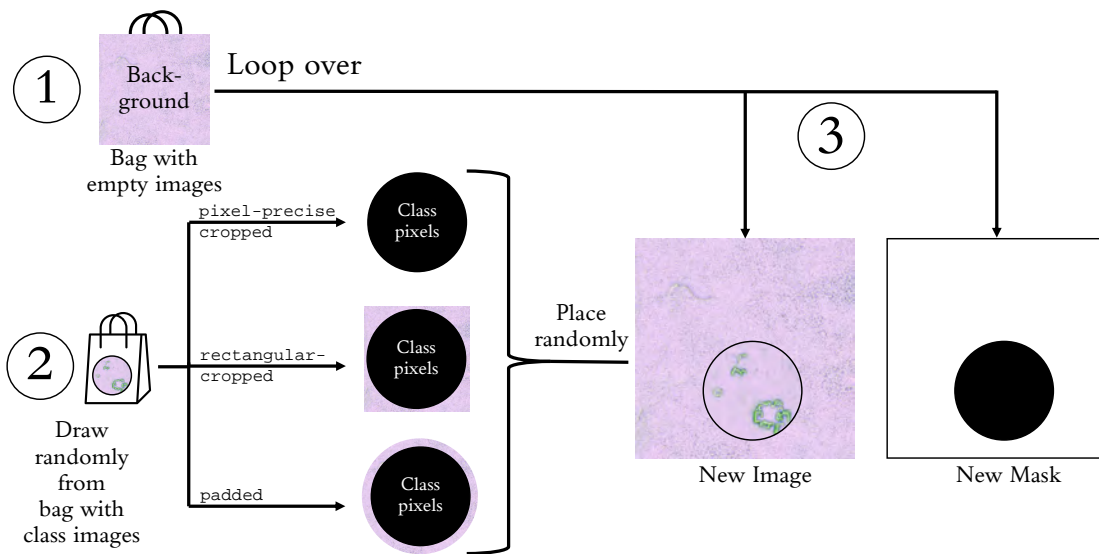 1
Back-
ground
Loop over
Bag with
empty images
3
pixel-precise
cropped
Class
pixels
2
rectangular-
cropped
Class
pixels
Place
randomly
Draw
randomly
from
bag with
class images
padded
Class
pixels
New Image
New Mask